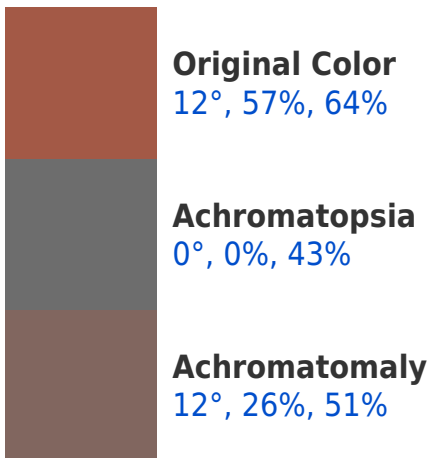 Original Color
12°, 57%, 64%
Achromatopsia
0°, 0%, 43%
Achromatomaly
12°, 26%, 51%